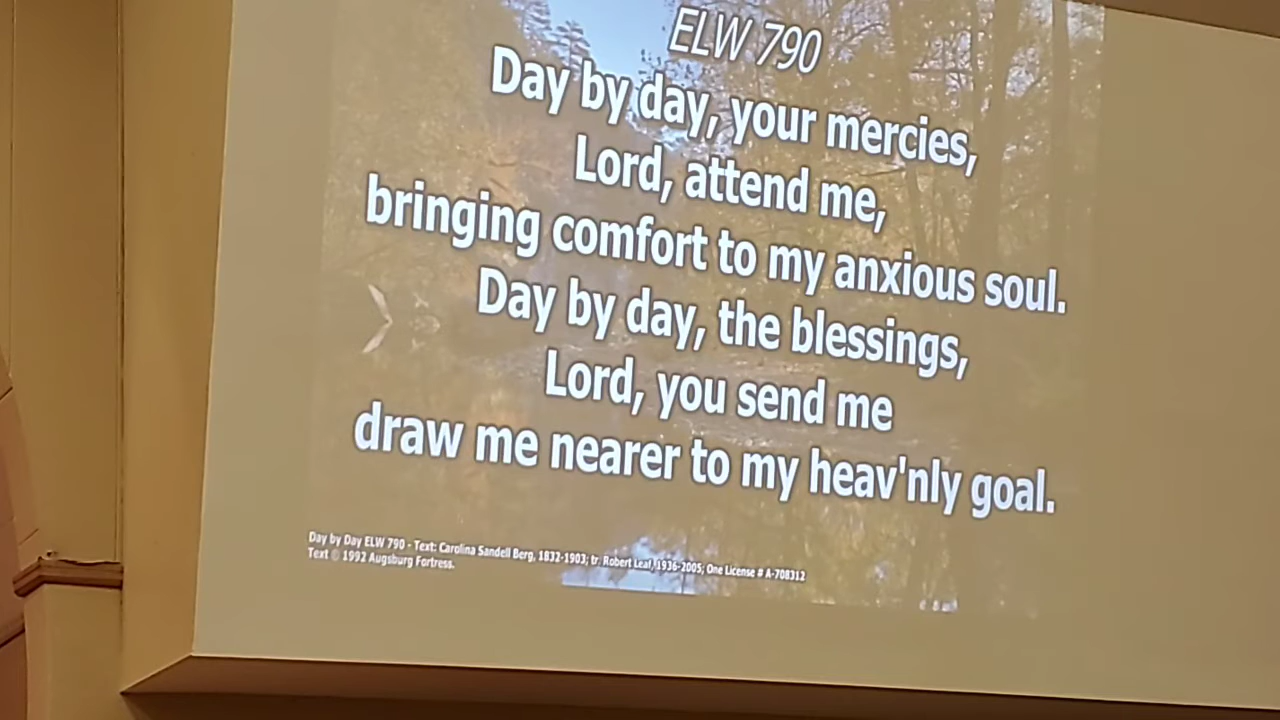 ELW 790
Day by day, your mercies,
Lord, attend me,
bringing comfort to my anxious soul.
Day by day, the blessings,
Lord, you send me
draw me nearer to my heav'nly goal.
Day by Day ELW 790 - Text: Carolina Sandell Berg, 1832-1903; tr. Robert Leaf, 1936-2005; One License # A-708312
Text © 1992 Augsburg Fortress.